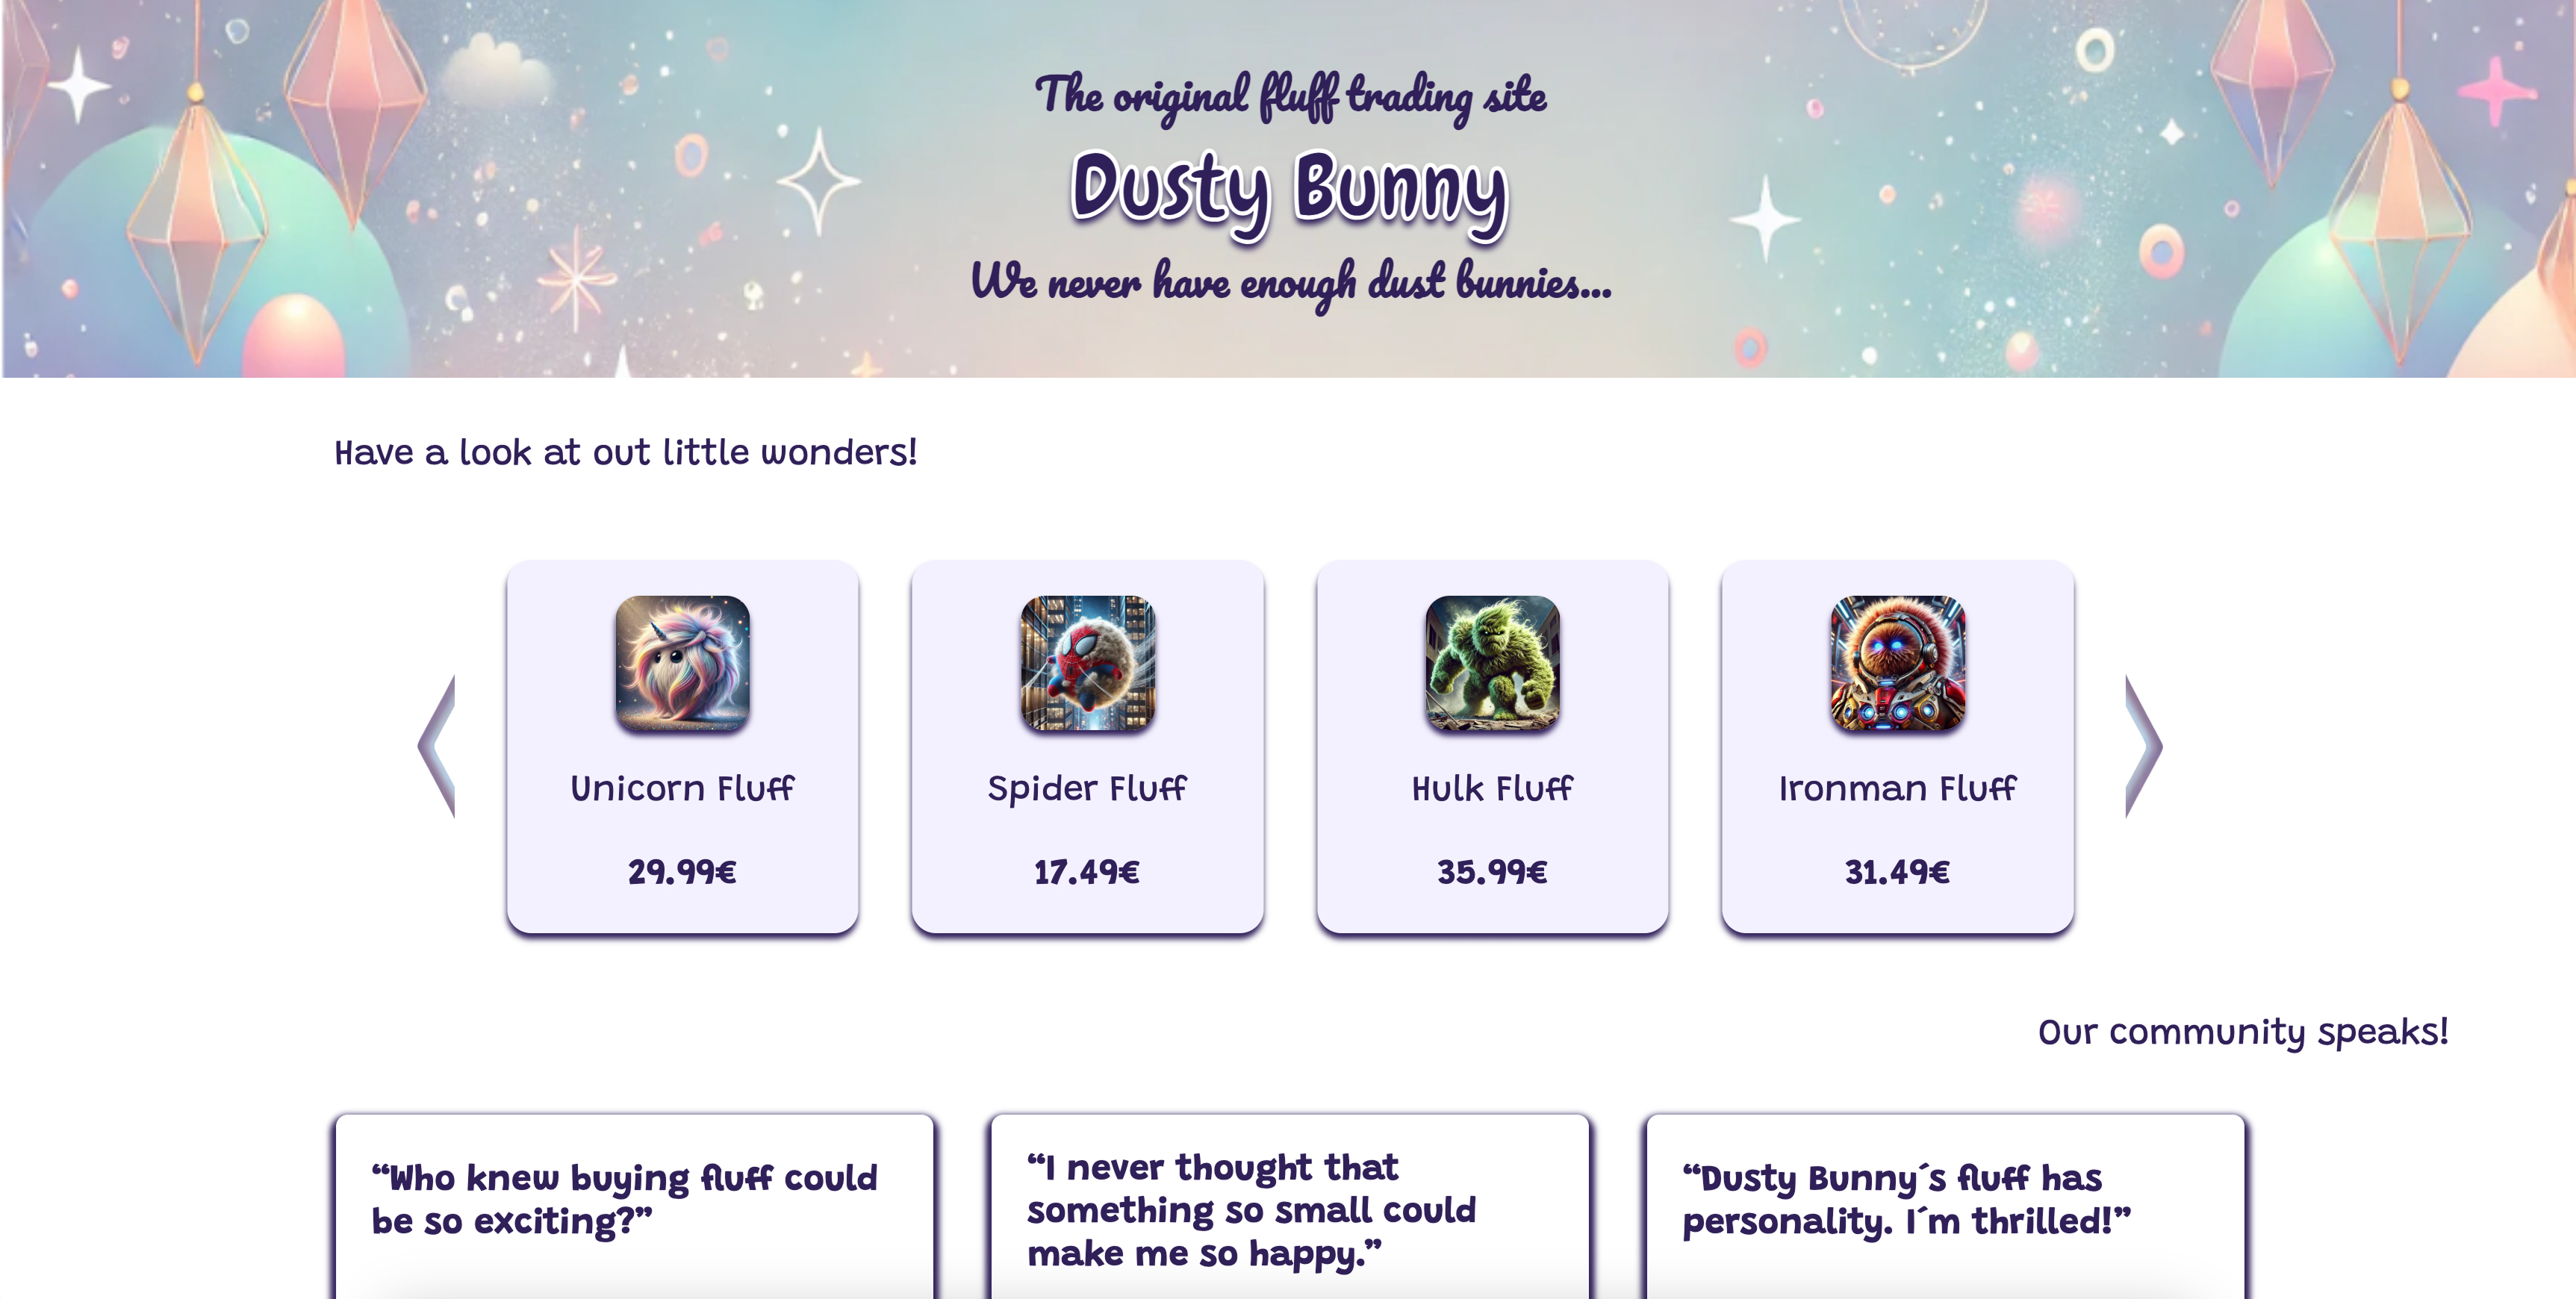 The original fluff trading site
Dusty Bunny
We never have enough dust bunnies...
Have a look at out little wonders!
Unicorn Fluff
29.99€
Spider Fluff
17.49€
Hulk Fluff
35.99€
Ironman Fluff
31.49€
Our community speaks!
“Who knew buying fluff could
be so exciting?”
“I never thought that
something so small could
make me so happy.”
“Dusty Bunny´s fluff has
personality. I´m thrilled!”